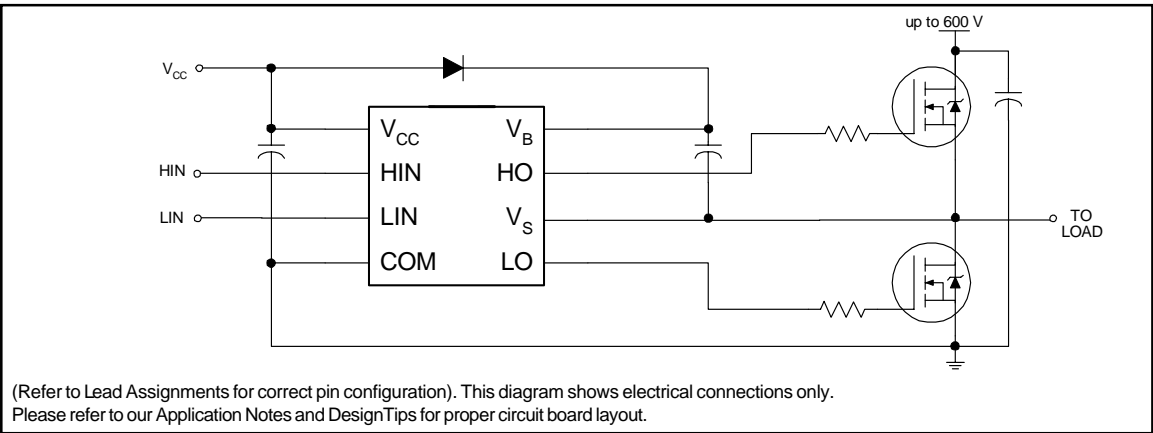 up to 600 V
VCC
VCC
VB
HIN
HIN
HO
LIN
LIN
VS
TO
LOAD
COM
LO
(Refer to Lead Assignments for correct pin configuration). This diagram shows electrical connections only.
Please refer to our Application Notes and DesignTips for proper circuit board layout.